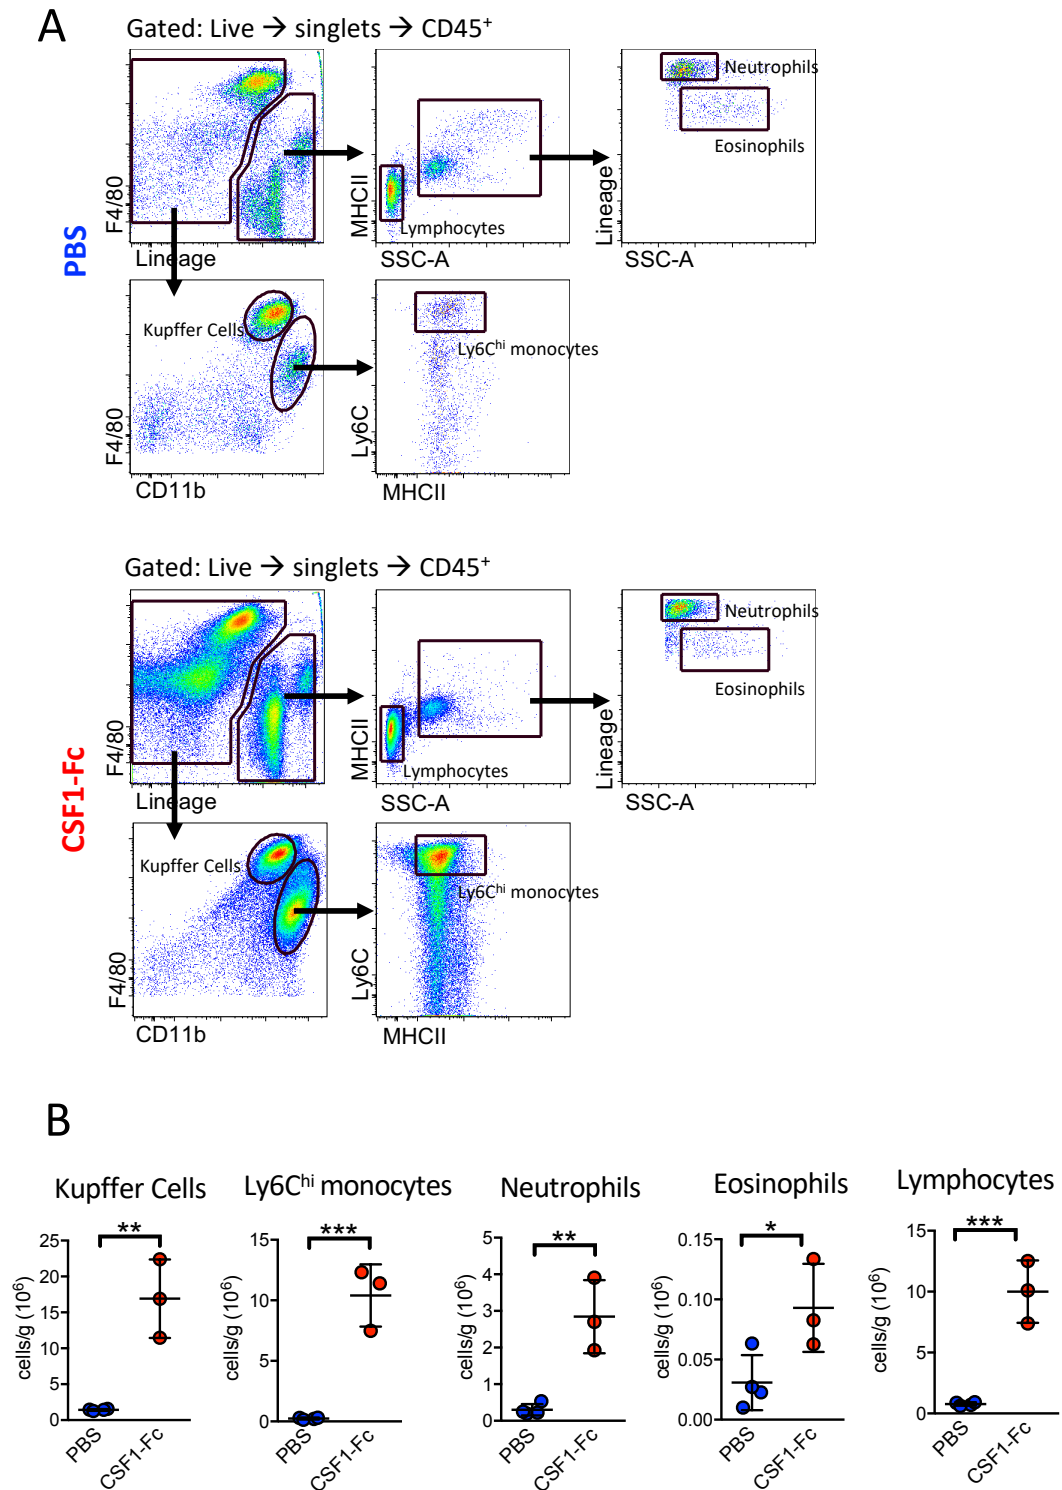 A
Gated: Live → singlets → CD45⁺
PBS
F4/80
Lineage
MHCII
Lymphocytes
SSC-A
Lineage
Neutrophils
Eosinophils
SSC-A
F4/80
Kupffer Cells
CD11b
Ly6C
Ly6Cʰⁱ monocytes
MHCII
Gated: Live → singlets → CD45⁺
CSF1-Fc
F4/80
Lineage
MHCII
Lymphocytes
SSC-A
Lineage
Neutrophils
Eosinophils
SSC-A
F4/80
Kupffer Cells
CD11b
Ly6C
Ly6Cʰⁱ monocytes
MHCII
B
Kupffer Cells
**
cells/g (10⁶)
25
20
15
10
5
0
PBS
CSF1-Fc
Ly6Cʰⁱ monocytes
***
cells/g (10⁶)
15
10
5
0
PBS
CSF1-Fc
Neutrophils
**
cells/g (10⁶)
5
4
3
2
1
0
PBS
CSF1-Fc
Eosinophils
*
cells/g (10⁶)
0.15
0.10
0.05
0.00
PBS
CSF1-Fc
Lymphocytes
***
cells/g (10⁶)
15
10
5
0
PBS
CSF1-Fc